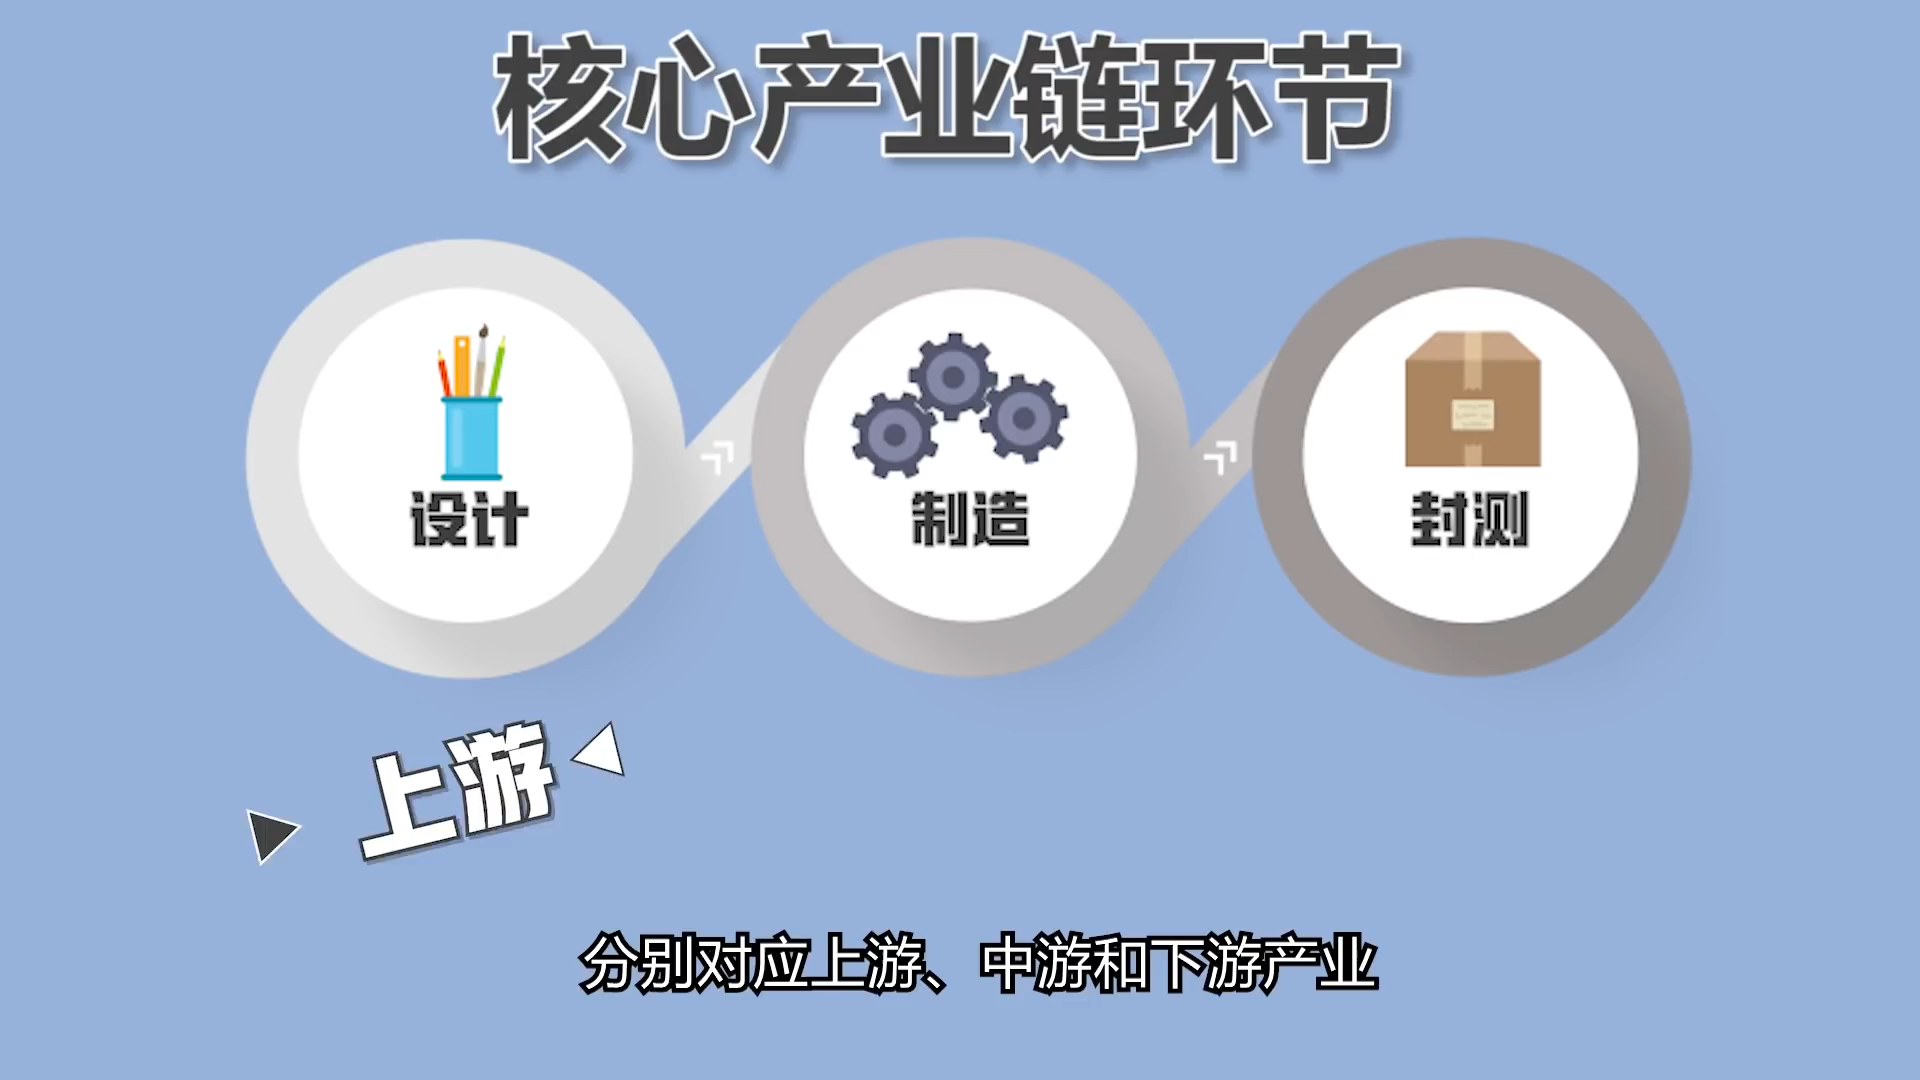 核心产业链环节
设计
制造
封测
上游
分别对应上游、中游和下游产业